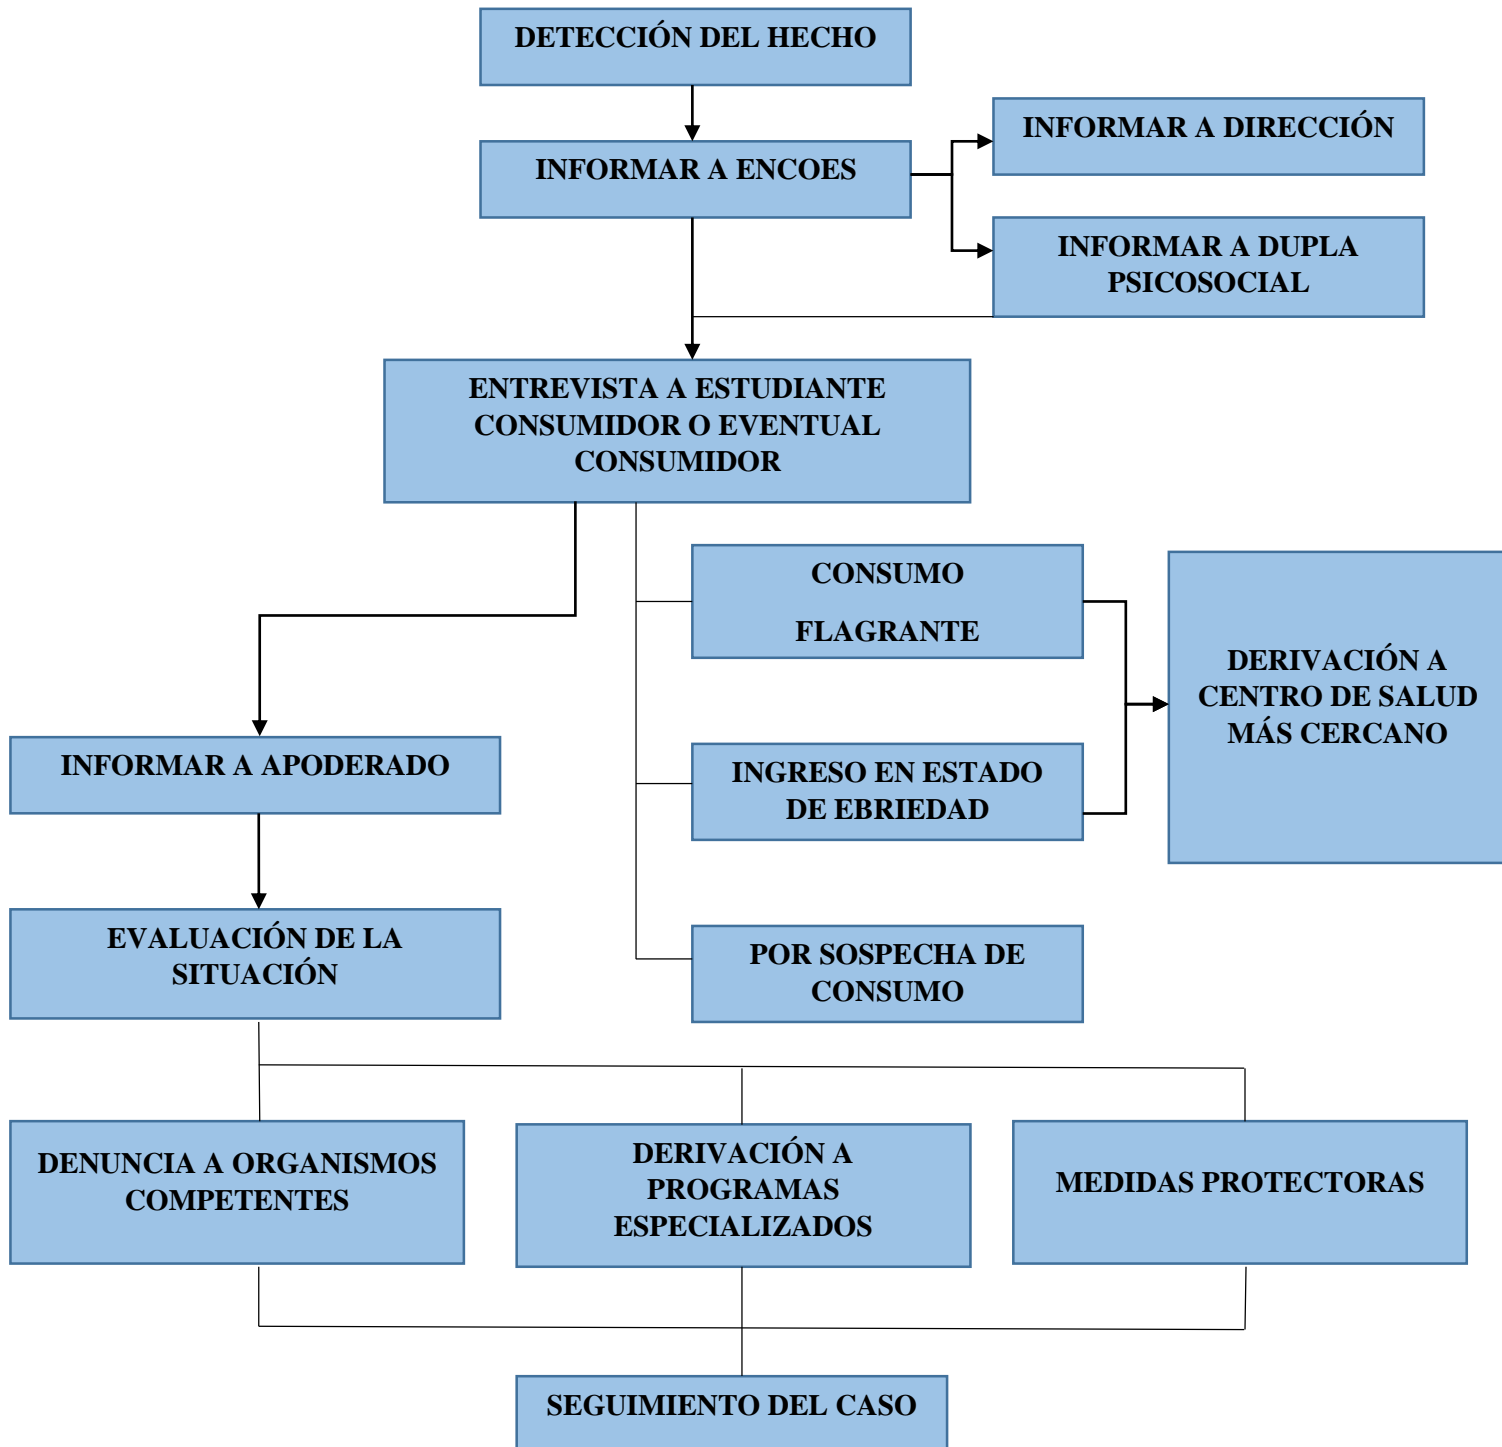 DETECCIÓN DEL HECHO
INFORMAR A DIRECCIÓN
INFORMAR A ENCOES
INFORMAR A DUPLA
PSICOSOCIAL
ENTREVISTA A ESTUDIANTE
CONSUMIDOR O EVENTUAL
CONSUMIDOR
CONSUMO
FLAGRANTE
DERIVACIÓN A
CENTRO DE SALUD
MÁS CERCANO
INFORMAR A APODERADO
INGRESO EN ESTADO
DE EBRIEDAD
EVALUACIÓN DE LA
SITUACIÓN
POR SOSPECHA DE
CONSUMO
DENUNCIA A ORGANISMOS
COMPETENTES
DERIVACIÓN A
PROGRAMAS
ESPECIALIZADOS
MEDIDAS PROTECTORAS
SEGUIMIENTO DEL CASO